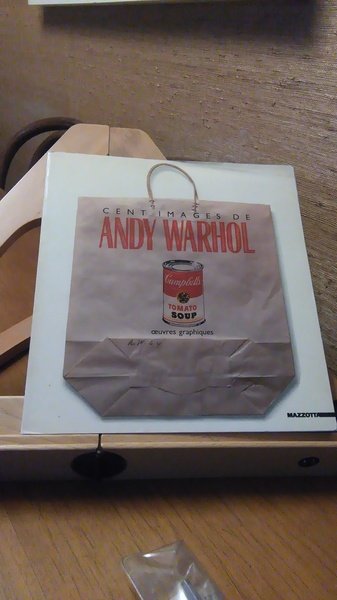 CENT IMAGES DE
ANDY WARHOL
Campbell's
TOMATO
SOUP
œuvres graphiques
MAZZOTTA